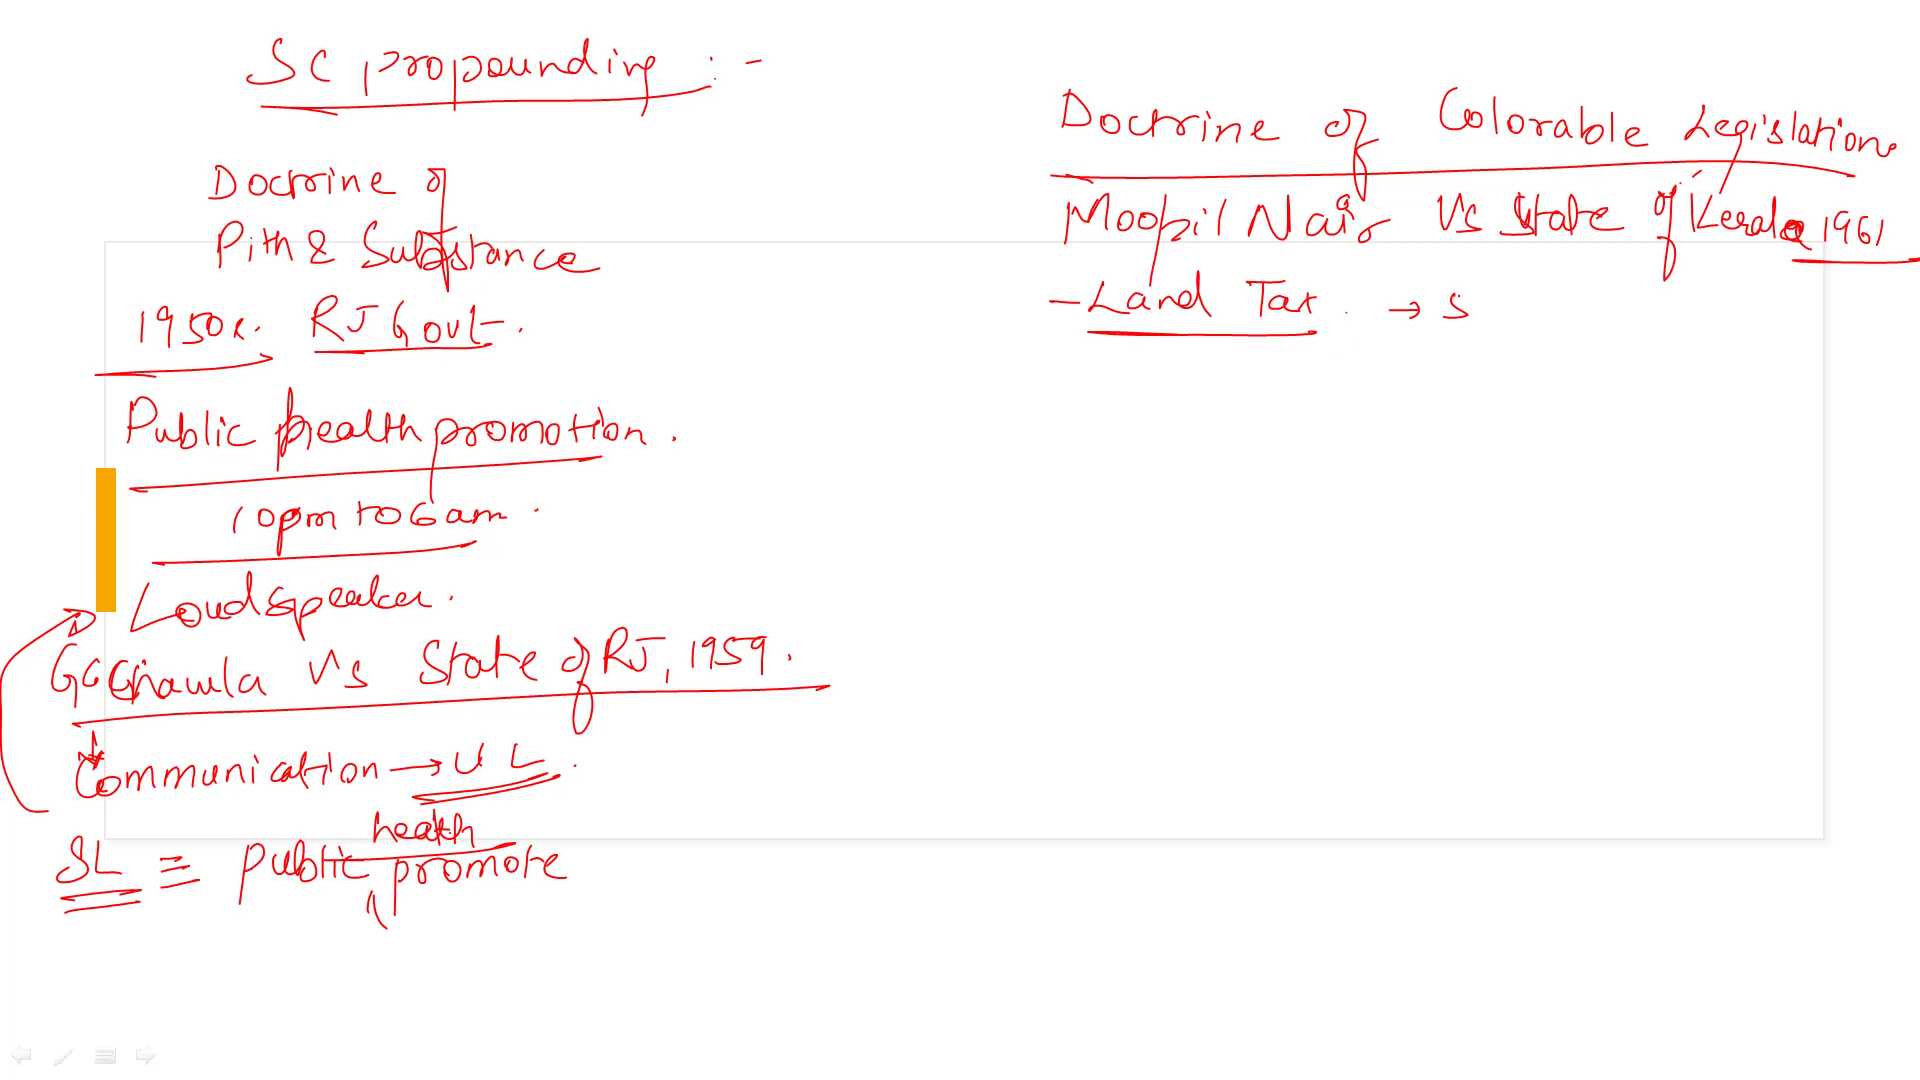 SC propounding :-
Doctrine of
Pith & Substance
1950s. RJ Govt.
Public health promotion.
10pm to 6am.
Loudspeaker.
GC Chawla Vs State of RJ, 1959.
Communication → UL.
health
SL ≡ public promote
Doctrine of Colorable Legislation
Moopil Nair Vs State of Kerala 1961
- Land Tax. → S